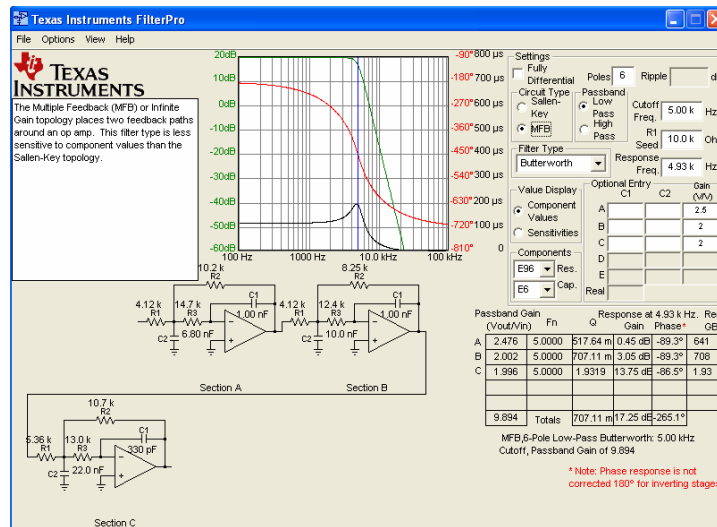 Texas Instruments FilterPro
File Options View Help
TEXAS
INSTRUMENTS
The Multiple Feedback (MFB) or Infinite
Gain topology places two feedback paths
around an op amp. This filter type is less
sensitive to component values than the
Sallen-Key topology.
20dB
10dB
0dB
-10dB
-20dB
-30dB
-40dB
-50dB
-60dB
100 Hz 1000 Hz 10.0 kHz 100 kHz
-90° 800 µs
-180° 700 µs
-270° 600 µs
-360° 500 µs
-450° 400 µs
-540° 300 µs
-630° 200 µs
-720° 100 µs
-810° 0
Settings
Fully
Differential
Poles 6 Ripple
Circuit Type
Sallen-
Key
MFB
Passband
Low
Pass
High
Pass
Cutoff
Freq. 5.00 k Hz
R1
Seed 10.0 k
Response
Freq. 4.93 k Hz
Filter Type
Butterworth
Value Display
Component
Values
Sensitivities
Components
E96 Res.
E6 Cap.
Optional Entry
C1 C2 Gain
(V/V)
A 2.5
B 2
C 2
D
E
Real
10.2 k
R2
4.12 k
R1
14.7 k
R3
C1
1.00 nF
C2
6.80 nF
Section A
8.25 k
R2
4.12 k
R1
12.4 k
R3
C1
1.00 nF
C2
10.0 nF
Section B
10.7 k
R2
5.36 k
R1
13.0 k
R3
C1
330 pF
C2
22.0 nF
Section C
Passband Gain
(Vout/Vin) Fn Q Response at 4.93 k Hz.
Gain Phase*
A 2.476 5.0000 517.64 m 0.45 dB -89.3° 641
B 2.002 5.0000 707.11 m 3.05 dB -89.3° 708
C 1.996 5.0000 1.9319 13.75 dB -86.5° 1.93
9.894 Totals 707.11 m 17.25 dB -265.1°
MFB,6-Pole Low-Pass Butterworth: 5.00 kHz
Cutoff, Passband Gain of 9.894
* Note: Phase response is not
corrected 180° for inverting stages